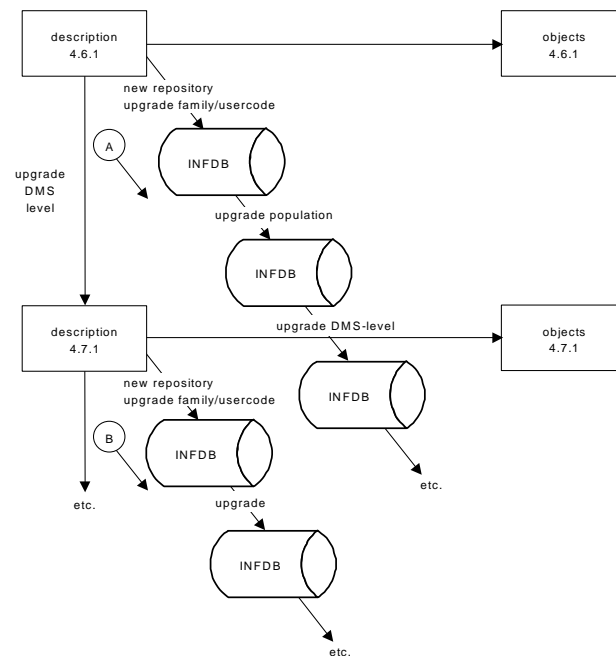 description
4.6.1
objects
4.6.1
new repository
upgrade family/usercode
A
INFDB
upgrade
DMS
level
upgrade population
INFDB
description
4.7.1
upgrade DMS-level
objects
4.7.1
new repository
upgrade family/usercode
INFDB
B
INFDB
etc.
etc.
upgrade
INFDB
etc.